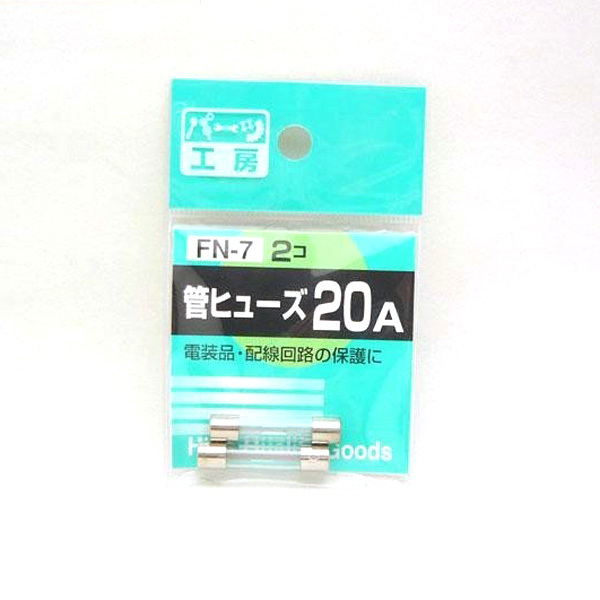 パーツ
工房
FN-7 2コ
管ヒューズ20A
電装品・配線回路の保護に
Goods